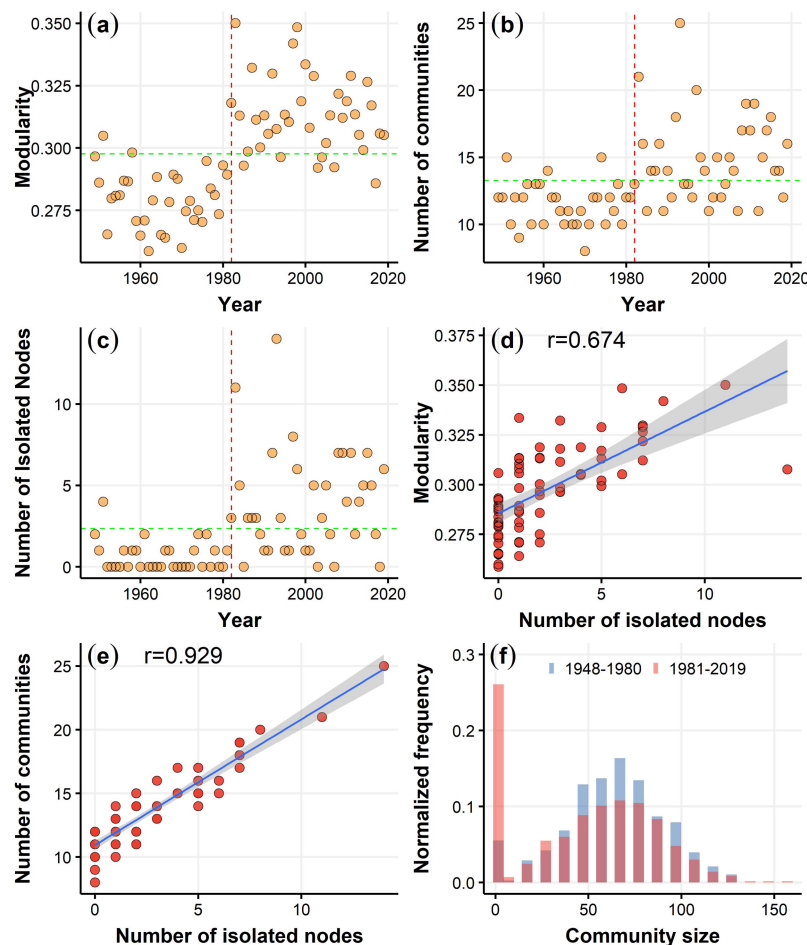 (a)
Modularity
0.350
0.325
0.300
0.275
1960
1980
2000
2020
Year
(b)
Number of communities
25
20
15
10
1960
1980
2000
2020
Year
(c)
Number of Isolated Nodes
10
5
0
1960
1980
2000
2020
Year
(d)
r=0.674
Modularity
0.375
0.350
0.325
0.300
0.275
0
5
10
Number of isolated nodes
(e)
r=0.929
Number of communities
25
20
15
10
0
5
10
Number of isolated nodes
(f)
1948-1980
1981-2019
Normalized frequency
0.3
0.2
0.1
0.0
0
50
100
150
Community size